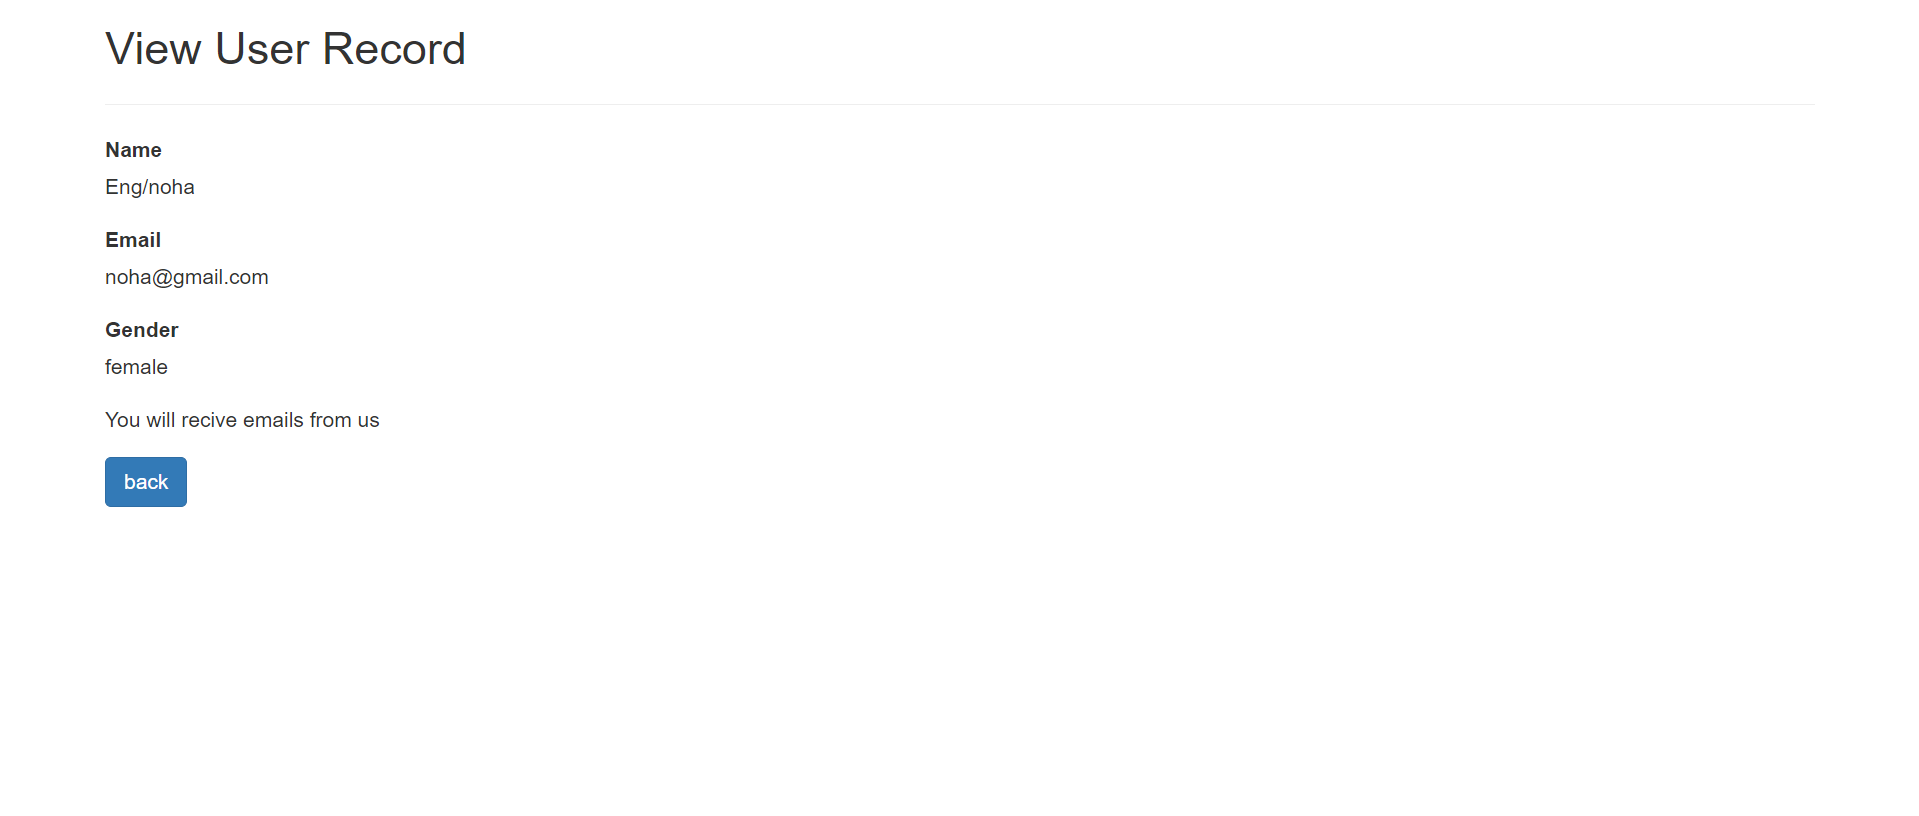 View User Record
Name
Eng/noha
Email
noha@gmail.com
Gender
female
You will recive emails from us
back